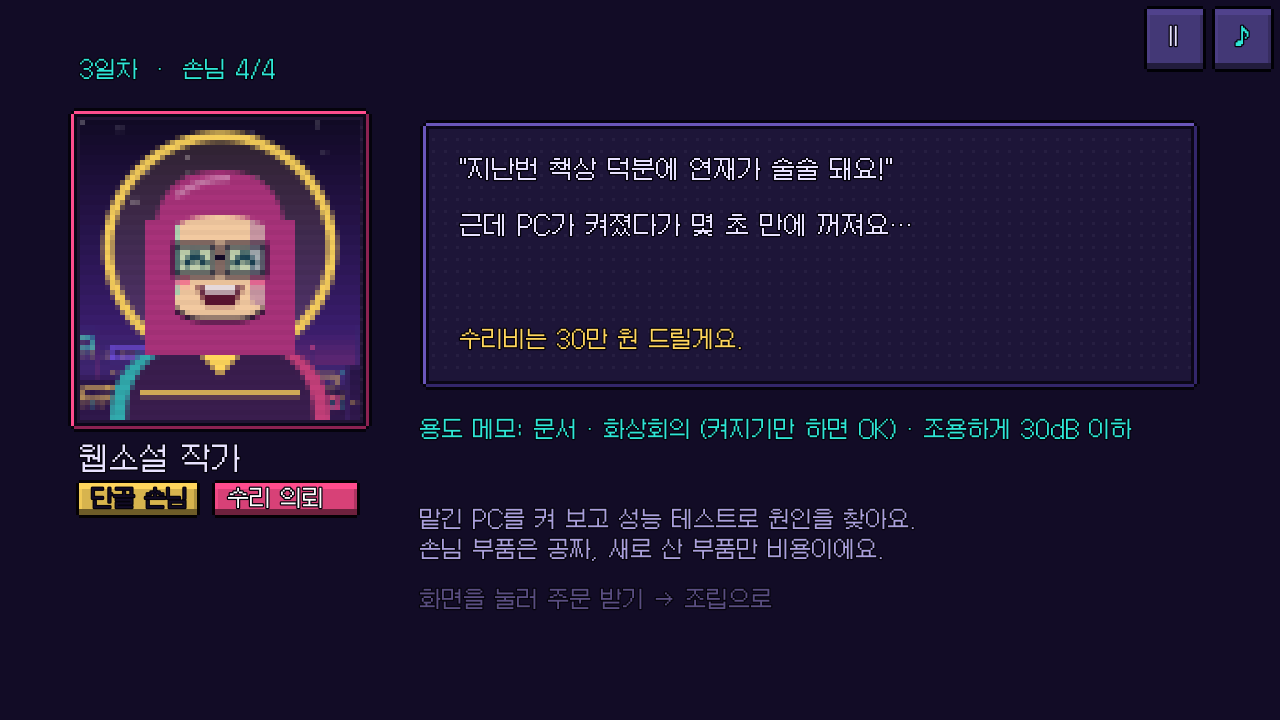 3일차 · 손님 4/4
"지난번 책상 덕분에 연재가 술술 돼요!"
근데 PC가 켜졌다가 몇 초 만에 꺼져요…
수리비는 30만 원 드릴게요.
용도 메모: 문서 · 화상회의 (켜지기만 하면 OK) · 조용하게 30dB 이하
웹소설 작가
단골 손님
수리 의뢰
맡긴 PC를 켜 보고 성능 테스트로 원인을 찾아요.
손님 부품은 공짜, 새로 산 부품만 비용이에요.
화면을 눌러 주문 받기 → 조립으로